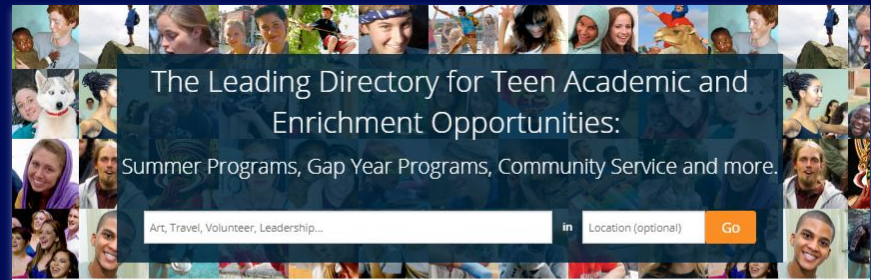 The Leading Directory for Teen Academic and
Enrichment Opportunities:
Summer Programs, Gap Year Programs, Community Service and more.
Art, Travel, Volunteer, Leadership... in Location (optional) Go